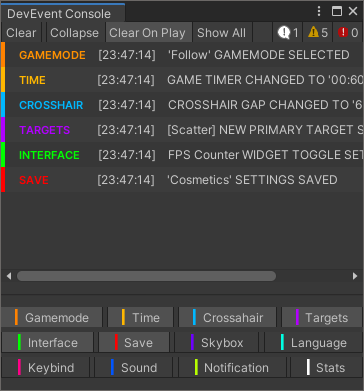 DevEvent Console
Clear Collapse Clear On Play Show All 1 5 0
GAMEMODE [23:47:14] 'Follow' GAMEMODE SELECTED
TIME [23:47:14] GAME TIMER CHANGED TO '00:60
CROSSHAIR [23:47:14] CROSSHAIR GAP CHANGED TO '6
TARGETS [23:47:14] [Scatter] NEW PRIMARY TARGET S
INTERFACE [23:47:14] FPS Counter WIDGET TOGGLE SET
SAVE [23:47:14] 'Cosmetics' SETTINGS SAVED
Gamemode Time Crossahair Targets
Interface Save Skybox Language
Keybind Sound Notification Stats